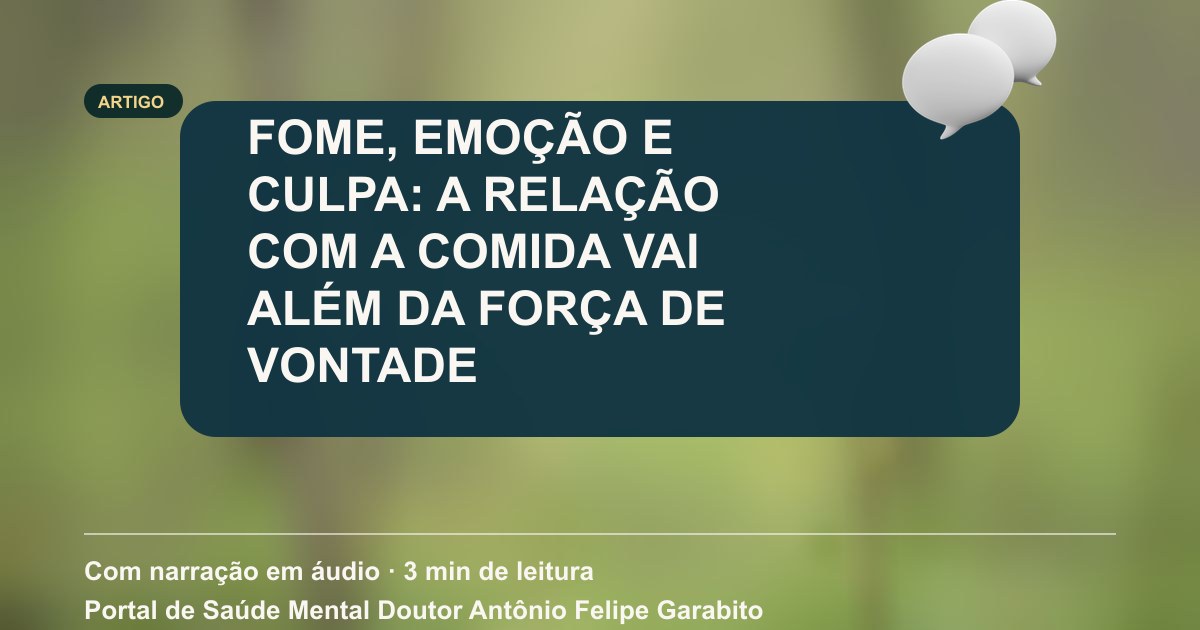 ARTIGO
FOME, EMOÇÃO E
CULPA: A RELAÇÃO
COM A COMIDA VAI
ALÉM DA FORÇA DE
VONTADE
Com narração em áudio · 3 min de leitura
Portal de Saúde Mental Doutor Antônio Felipe Garabito